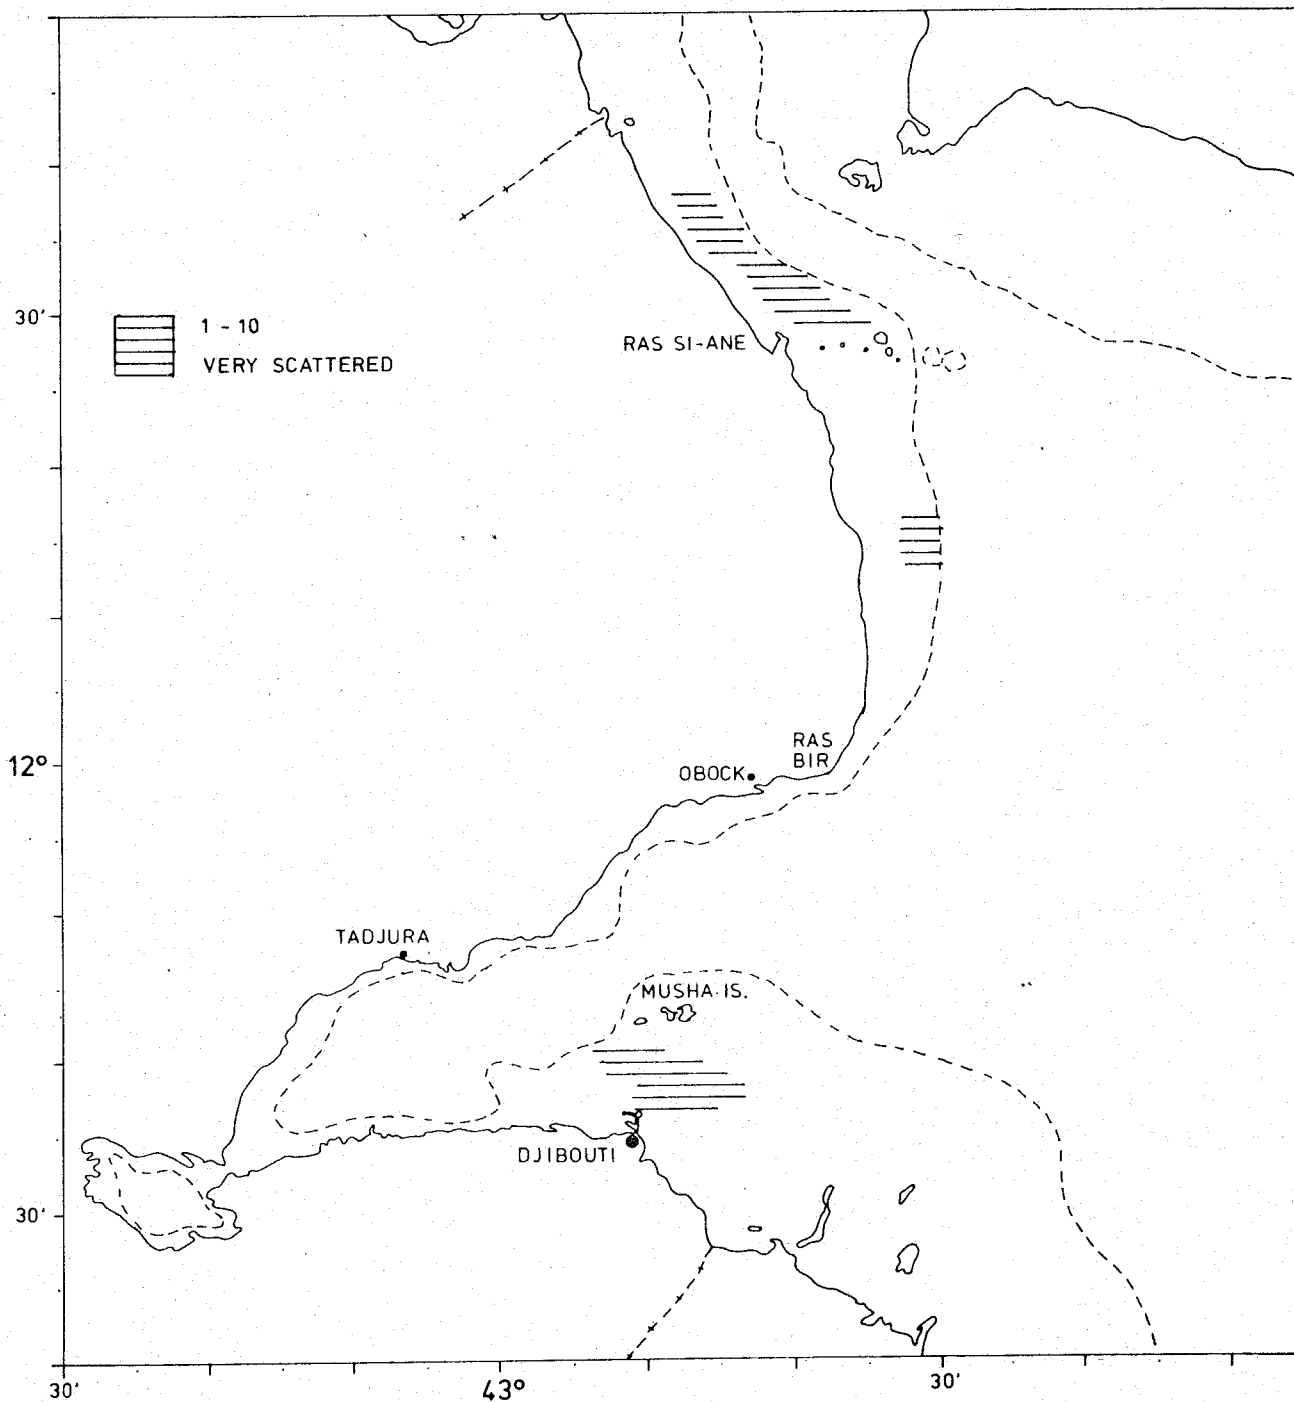 30'
1 - 10
VERY SCATTERED
RAS SI-ANE
12°
RAS
BIR
OBOCK
TADJURA
MUSHA IS.
DJIBOUTI
30'
30'
43°
30'